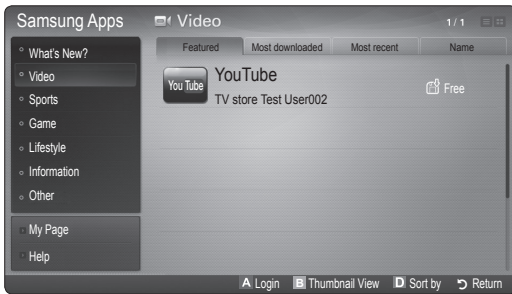 Samsung Apps
Video
1/1
What's New?
Video
Sports
Game
Lifestyle
Information
Other
My Page
Help
Featured
Most downloaded
Most recent
Name
You Tube
YouTube
TV store Test User002
Free
A Login
B Thumbnail View
D Sort by
Return